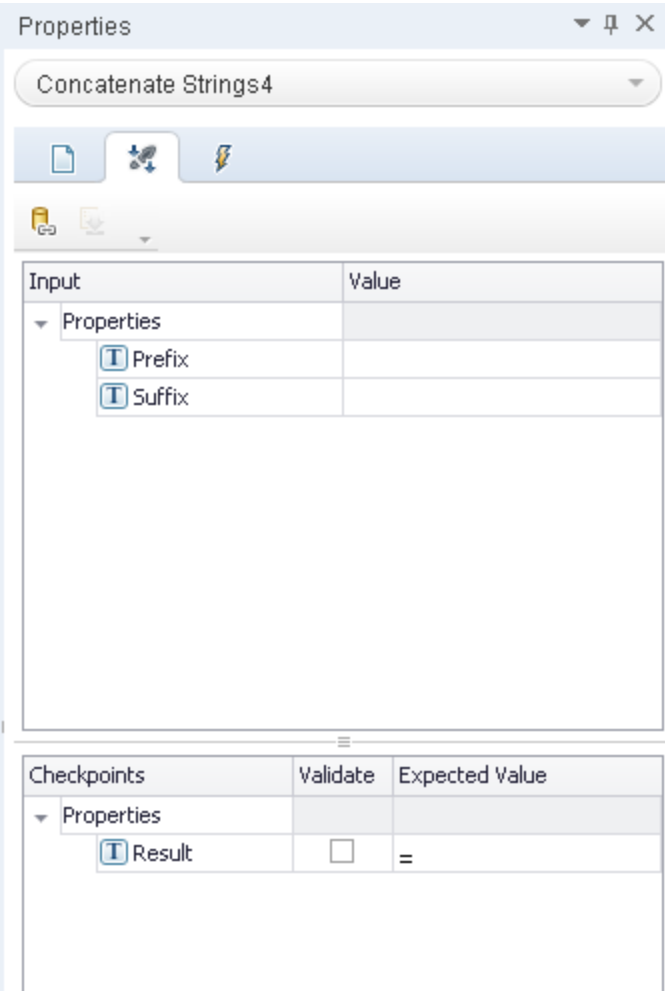 Properties
Concatenate Strings4
Input Value
Properties
T Prefix
T Suffix
Checkpoints Validate Expected Value
Properties
T Result =